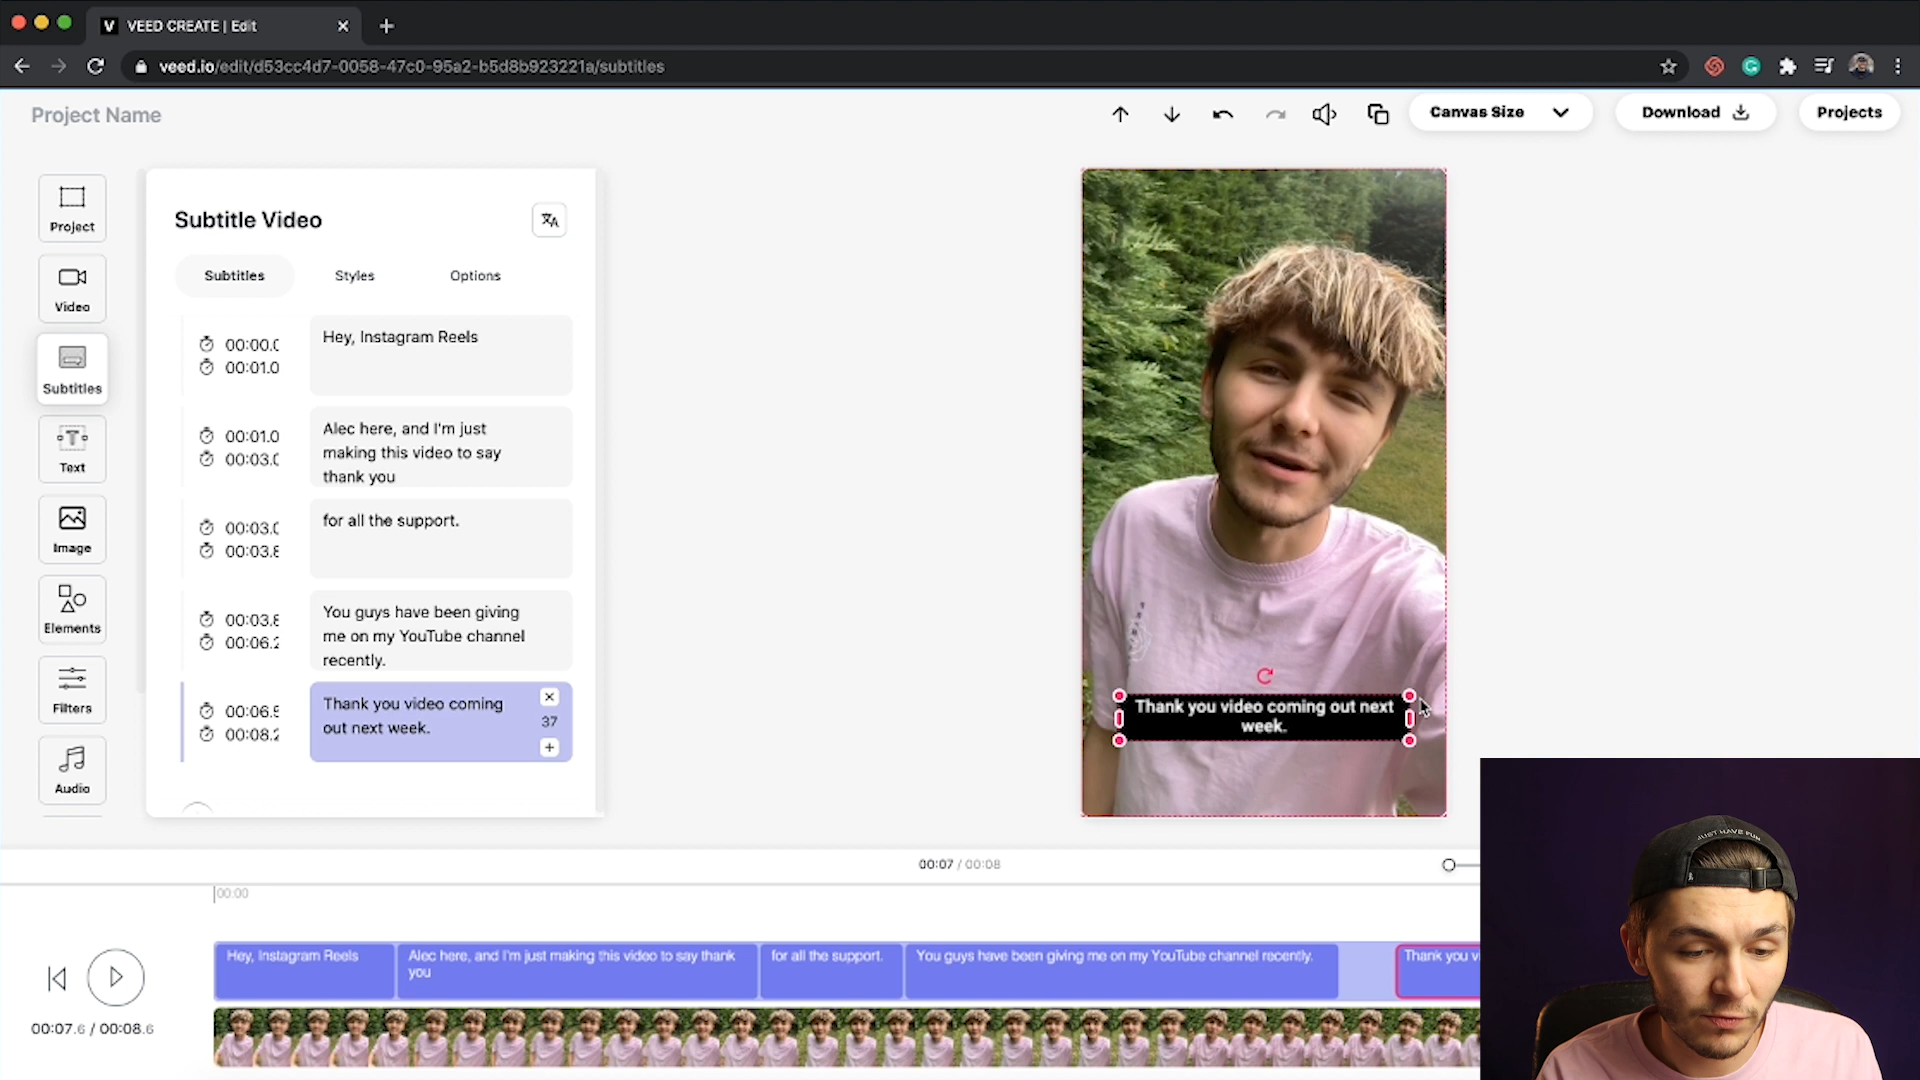 VEED CREATE | Edit
veed.io/edit/d53cc4d7-0058-47c0-95a2-b5d8b923221a/subtitles
Project Name
Canvas Size
Download
Projects
Project
Video
Subtitles
Text
Image
Elements
Filters
Audio
Subtitle Video
Subtitles
Styles
Options
00:00.0
00:01.0
Hey, Instagram Reels
00:01.0
00:03.0
Alec here, and I'm just
making this video to say
thank you
00:03.0
00:03.8
for all the support.
00:03.8
00:06.2
You guys have been giving
me on my YouTube channel
recently.
00:06.5
00:08.2
Thank you video coming
out next week.
37
Thank you video coming out next
week.
00:07 / 00:08
00:00
Hey, Instagram Reels
Alec here, and I'm just making this video to say thank
you
for all the support.
You guys have been giving me on my YouTube channel recently.
Thank you v
00:07.6 / 00:08.6
JUST HAVE FUN